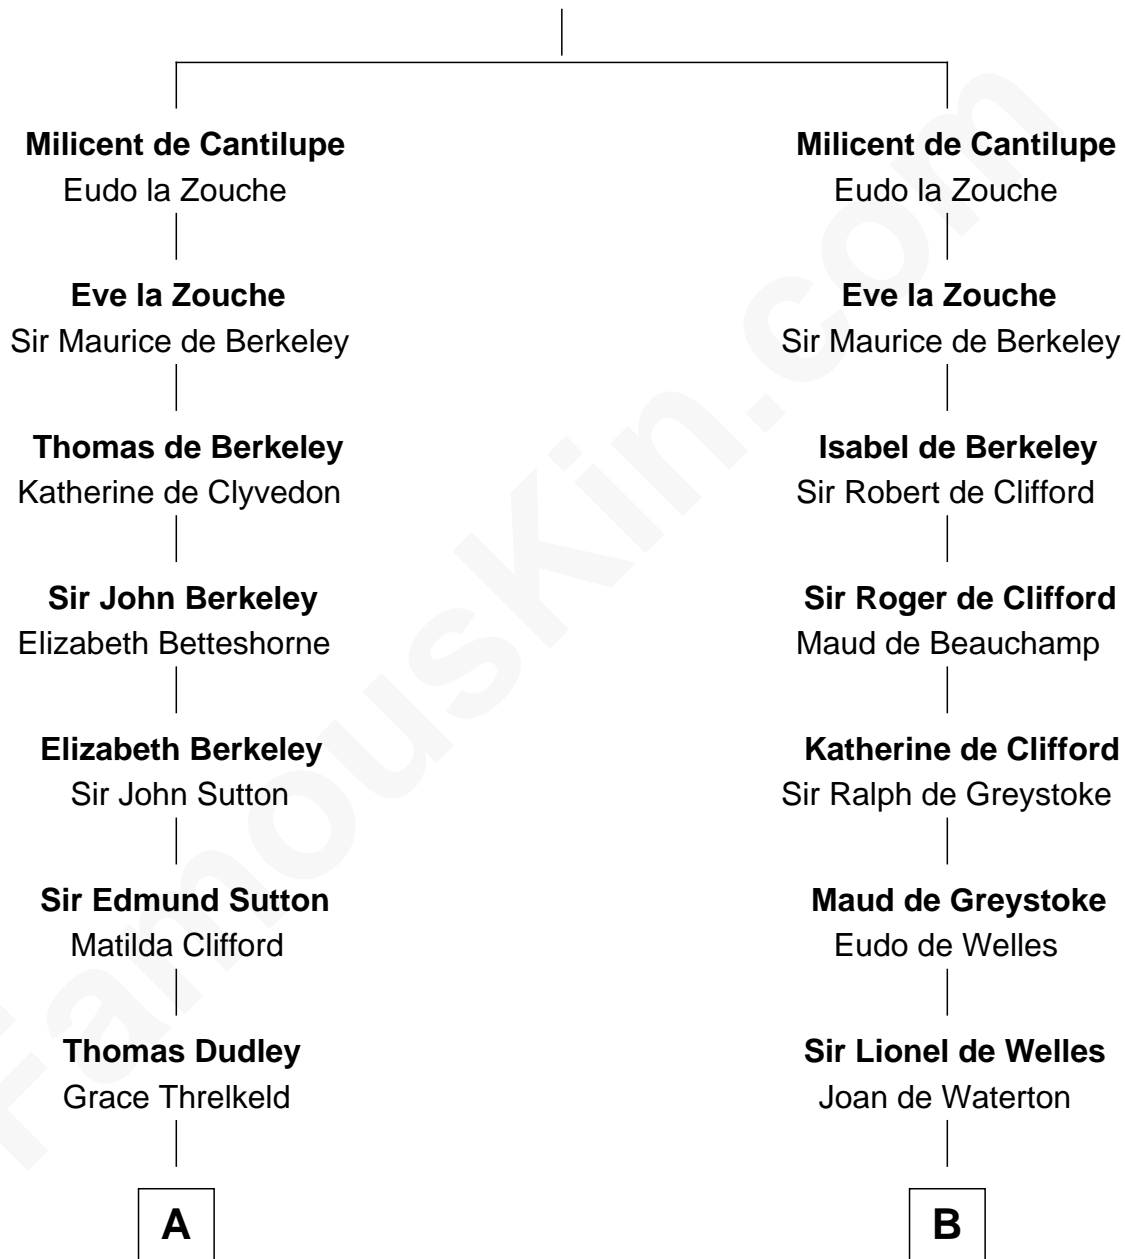 Milicent de Cantilupe
Eudo la Zouche
Eve la Zouche
Sir Maurice de Berkeley
Thomas de Berkeley
Katherine de Clyvedon
Sir John Berkeley
Elizabeth Betteshorne
Elizabeth Berkeley
Sir John Sutton
Sir Edmund Sutton
Matilda Clifford
Thomas Dudley
Grace Threlkeld
A
Milicent de Cantilupe
Eudo la Zouche
Eve la Zouche
Sir Maurice de Berkeley
Isabel de Berkeley
Sir Robert de Clifford
Sir Roger de Clifford
Maud de Beauchamp
Katherine de Clifford
Sir Ralph de Greystoke
Maud de Greystoke
Eudo de Welles
Sir Lionel de Welles
Joan de Waterton
B
FamousKin.com